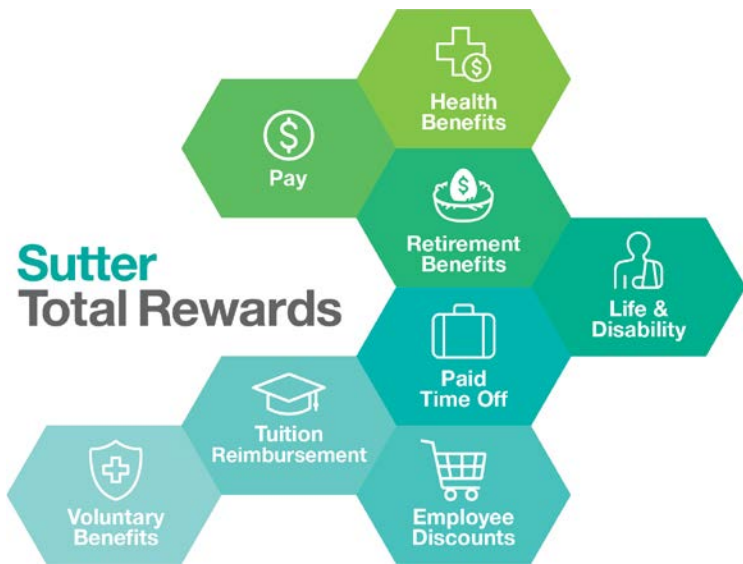 $
Health
Benefits
$
Pay
$
Retirement
Benefits
Sutter
Total Rewards
Life &
Disability
Paid
Time Off
Tuition
Reimbursement
Voluntary
Benefits
Employee
Discounts